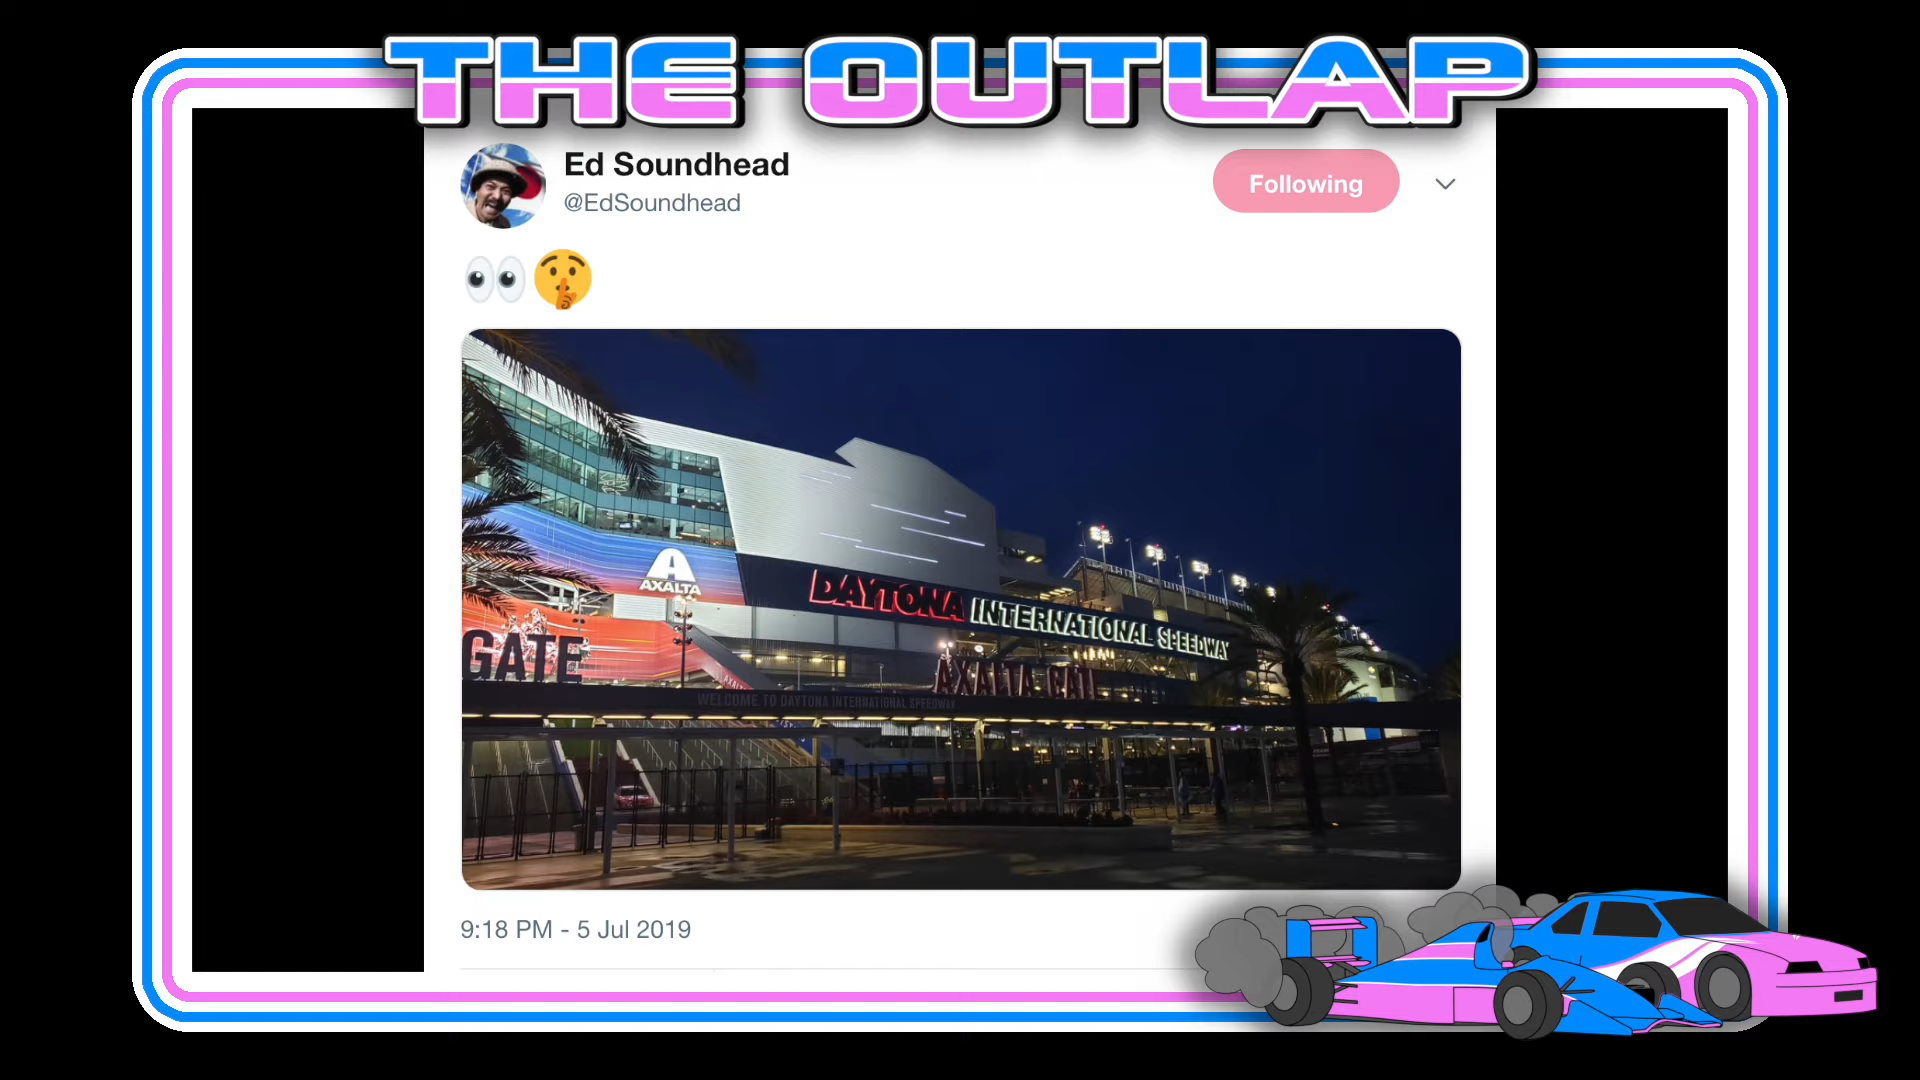 THE OUTLAP
Ed Soundhead
@EdSoundhead
Following
👀🤫
AXALTA
DAYTONA INTERNATIONAL SPEEDWAY
GATE
AXALTA
WELCOME TO DAYTONA INTERNATIONAL SPEEDWAY
9:18 PM - 5 Jul 2019